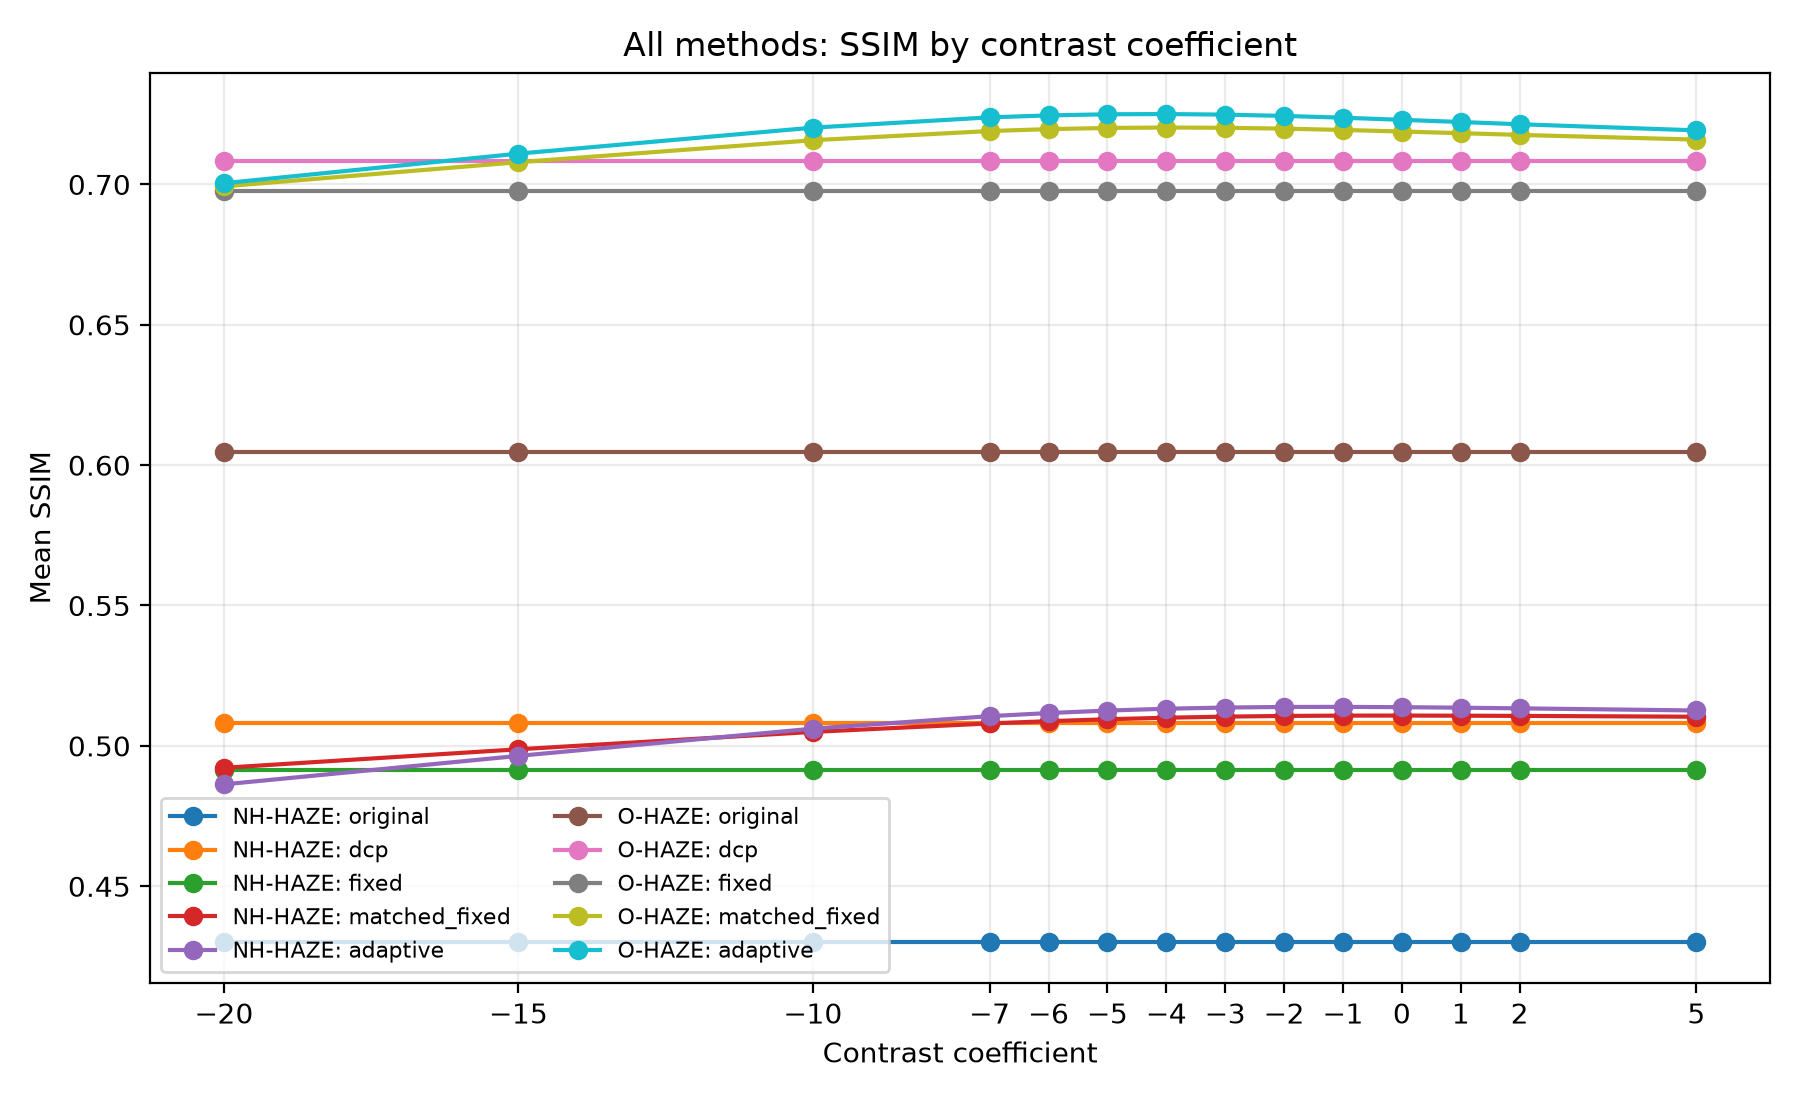 All methods: SSIM by contrast coefficient
Mean SSIM
0.70
0.65
0.60
0.55
0.50
0.45
NH-HAZE: original
NH-HAZE: dcp
NH-HAZE: fixed
NH-HAZE: matched_fixed
NH-HAZE: adaptive
O-HAZE: original
O-HAZE: dcp
O-HAZE: fixed
O-HAZE: matched_fixed
O-HAZE: adaptive
−20 −15 −10 −7 −6 −5 −4 −3 −2 −1 0 1 2 5
Contrast coefficient